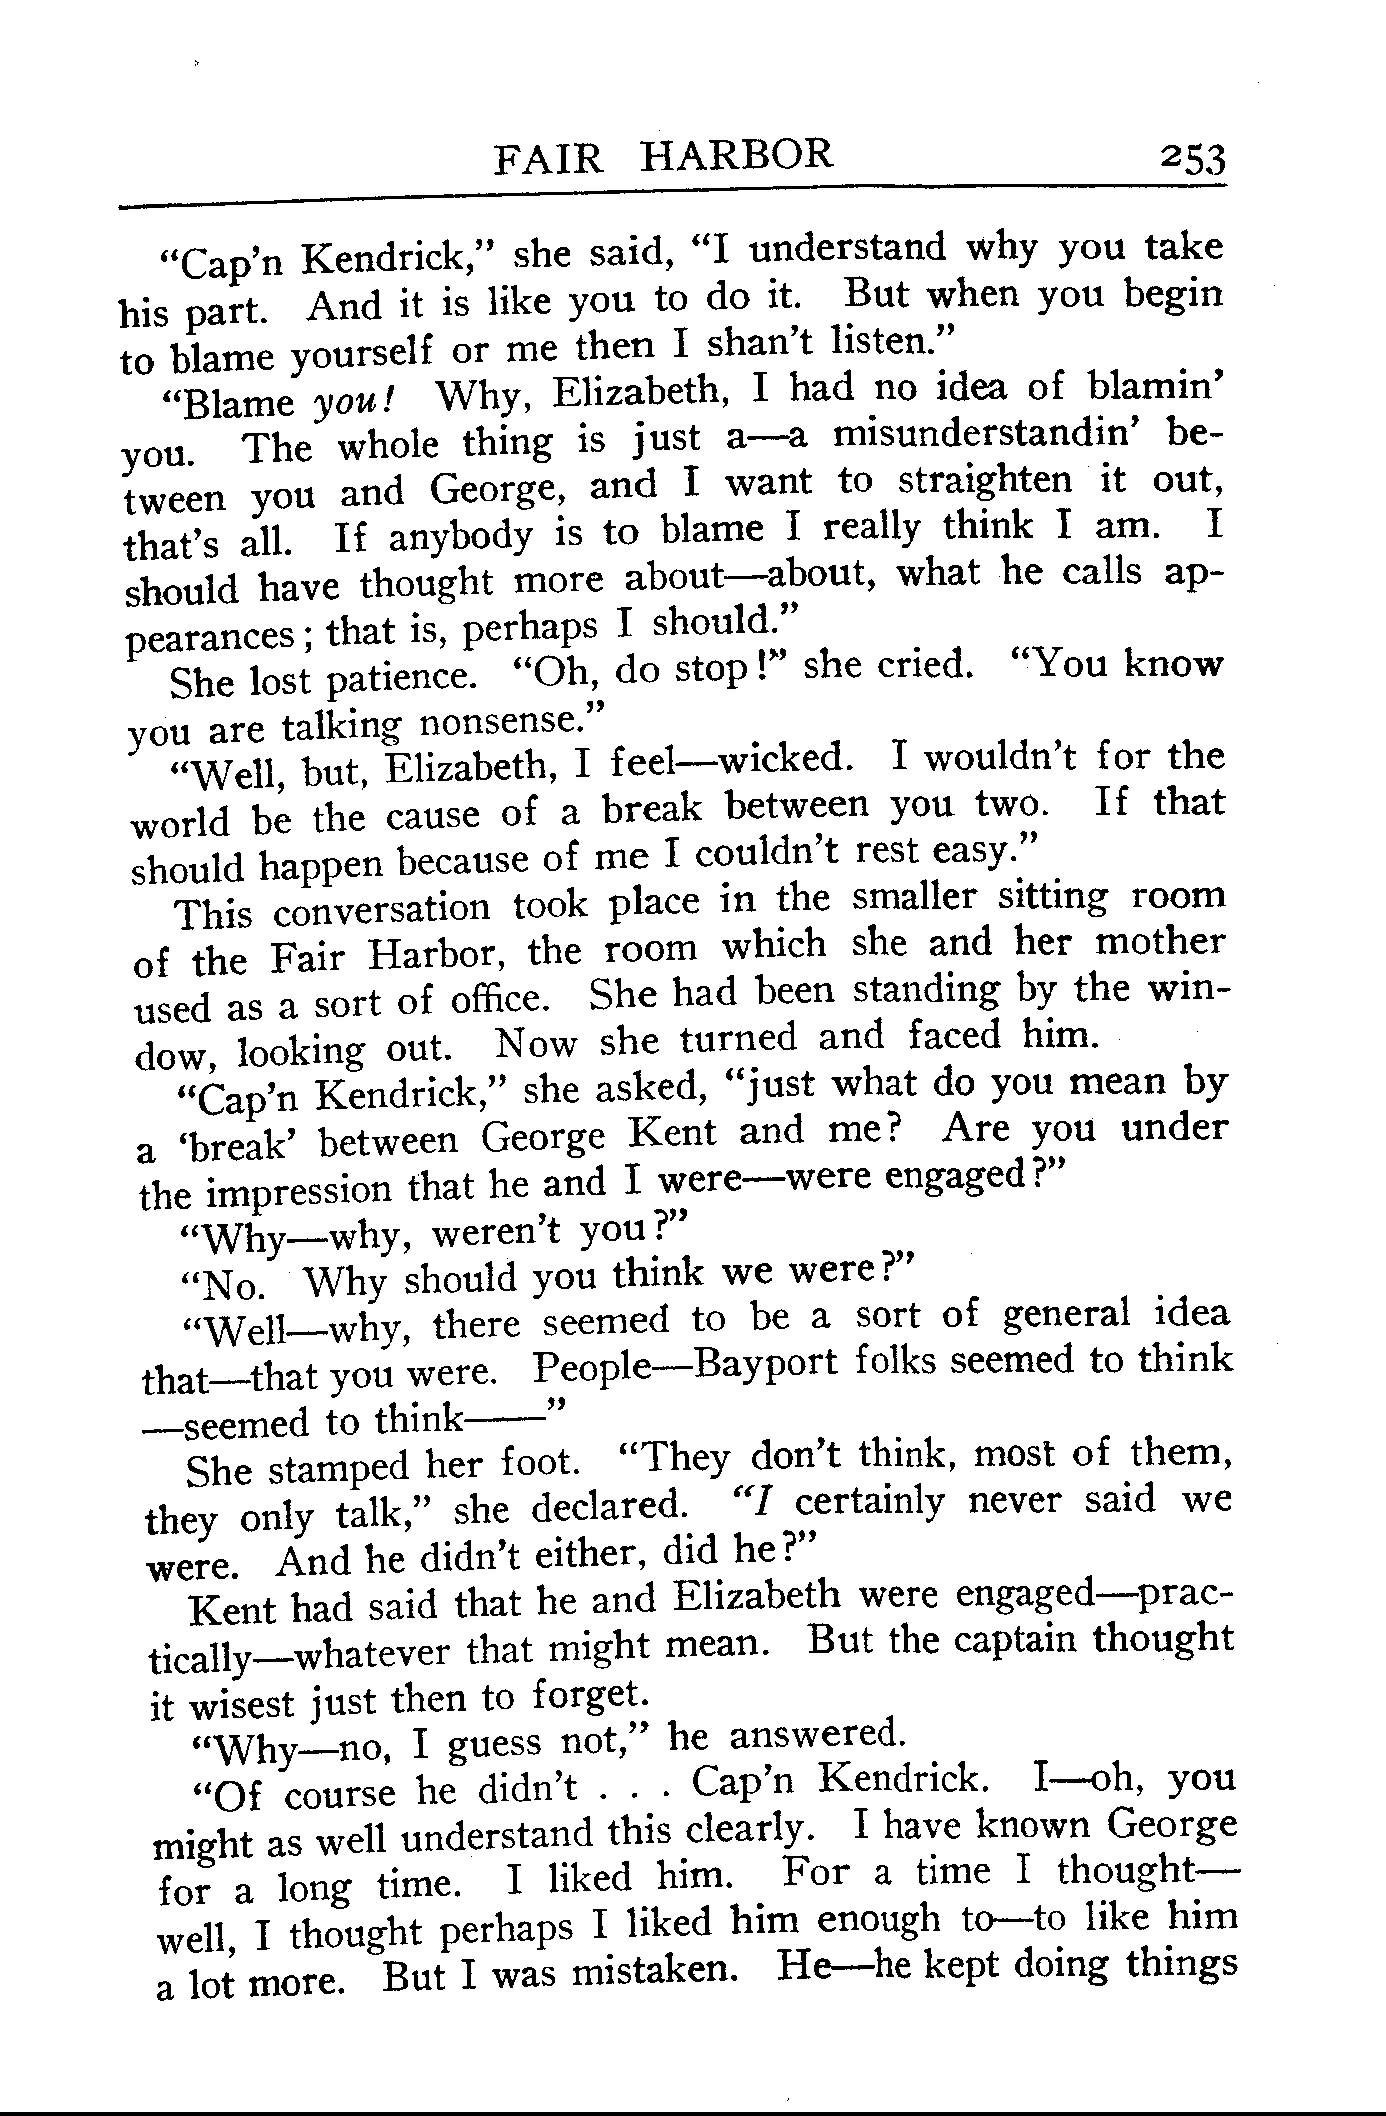 FAIR HARBOR 253
“Cap’n Kendrick,” she said, “I understand why you take
his part. And it is like you to do it. But when you begin
to blame yourself or me then I shan’t listen.”
“Blame you! Why, Elizabeth, I had no idea of blamin’
you. The whole thing is just a—a misunderstandin’ be-
tween you and George, and I want to straighten it out,
that’s all. If anybody is to blame I really think I am. I
should have thought more about—about, what he calls ap-
pearances; that is, perhaps I should.”
She lost patience. “Oh, do stop!” she cried. “You know
you are talking nonsense.”
“Well, but, Elizabeth, I feel—wicked. I wouldn’t for the
world be the cause of a break between you two. If that
should happen because of me I couldn’t rest easy.”
This conversation took place in the smaller sitting room
of the Fair Harbor, the room which she and her mother
used as a sort of office. She had been standing by the win-
dow, looking out. Now she turned and faced him.
“Cap’n Kendrick,” she asked, “just what do you mean by
a ‘break’ between George Kent and me? Are you under
the impression that he and I were—were engaged?”
“Why—why, weren’t you?”
“No. Why should you think we were?”
“Well—why, there seemed to be a sort of general idea
that—that you were. People—Bayport folks seemed to think
—seemed to think——”
She stamped her foot. “They don’t think, most of them,
they only talk,” she declared. “I certainly never said we
were. And he didn’t either, did he?”
Kent had said that he and Elizabeth were engaged—prac-
tically—whatever that might mean. But the captain thought
it wisest just then to forget.
“Why—no, I guess not,” he answered.
“Of course he didn’t . . . Cap’n Kendrick. I—oh, you
might as well understand this clearly. I have known George
for a long time. I liked him. For a time I thought—
well, I thought perhaps I liked him enough to—to like him
a lot more. But I was mistaken. He—he kept doing things